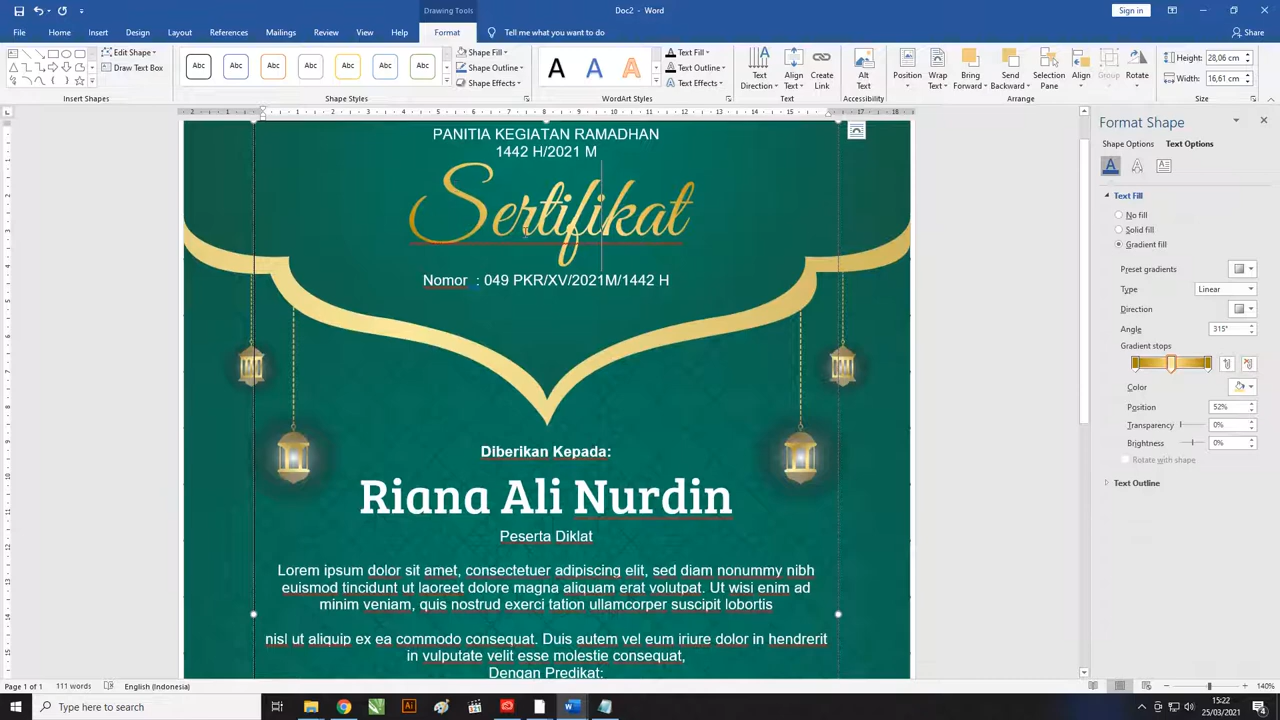 Drawing Tools
Doc2 - Word
Sign in
File
Home
Insert
Design
Layout
References
Mailings
Review
View
Help
Format
Tell me what you want to do
Share
Edit Shape
Draw Text Box
Insert Shapes
Abc Abc Abc Abc Abc Abc Abc
Shape Fill
Shape Outline
Shape Effects
Shape Styles
A A A
Text Fill
Text Outline
Text Effects
WordArt Styles
Text Direction
Align Text
Create Link
Text
Alt Text
Accessibility
Position
Wrap Text
Bring Forward
Send Backward
Selection Pane
Align
Group
Rotate
Arrange
Height: 28,06 cm
Width: 16,61 cm
Size
PANITIA KEGIATAN RAMADHAN
1442 H/2021 M
Sertifikat
Nomor : 049 PKR/XV/2021M/1442 H
Diberikan Kepada:
Riana Ali Nurdin
Peserta Diklat
Lorem ipsum dolor sit amet, consectetuer adipiscing elit, sed diam nonummy nibh
euismod tincidunt ut laoreet dolore magna aliquam erat volutpat. Ut wisi enim ad
minim veniam, quis nostrud exerci tation ullamcorper suscipit lobortis
nisl ut aliquip ex ea commodo consequat. Duis autem vel eum iriure dolor in hendrerit
in vulputate velit esse molestie consequat,
Dengan Predikat:
Format Shape
Shape Options
Text Options
Text Fill
No fill
Solid fill
Gradient fill
Preset gradients
Type
Linear
Direction
Angle
315°
Gradient stops
Color
Position
52%
Transparency
0%
Brightness
0%
Rotate with shape
Text Outline
Page 1 of 1
111 words
English (Indonesia)
140%
Type here to search
15:22
25/03/2021